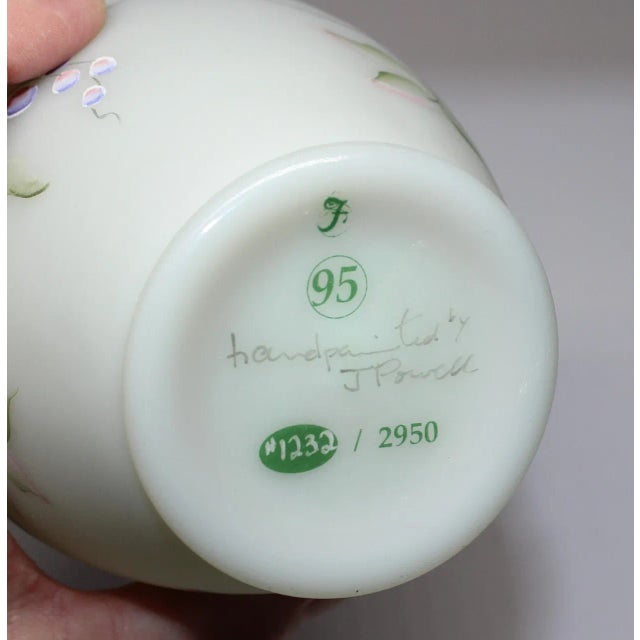 F
95
handpainted by
J Powell
#1232 / 2950